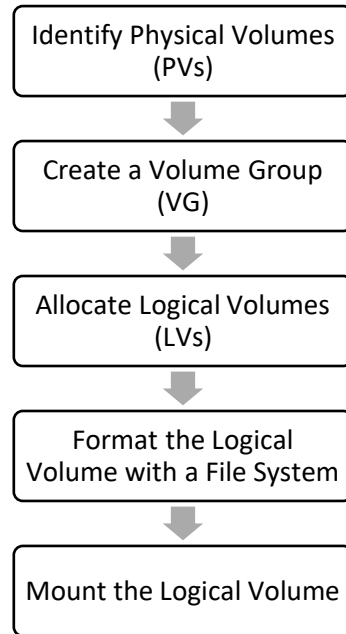 Identify Physical Volumes
(PVs)
Create a Volume Group
(VG)
Allocate Logical Volumes
(LVs)
Format the Logical
Volume with a File System
Mount the Logical Volume